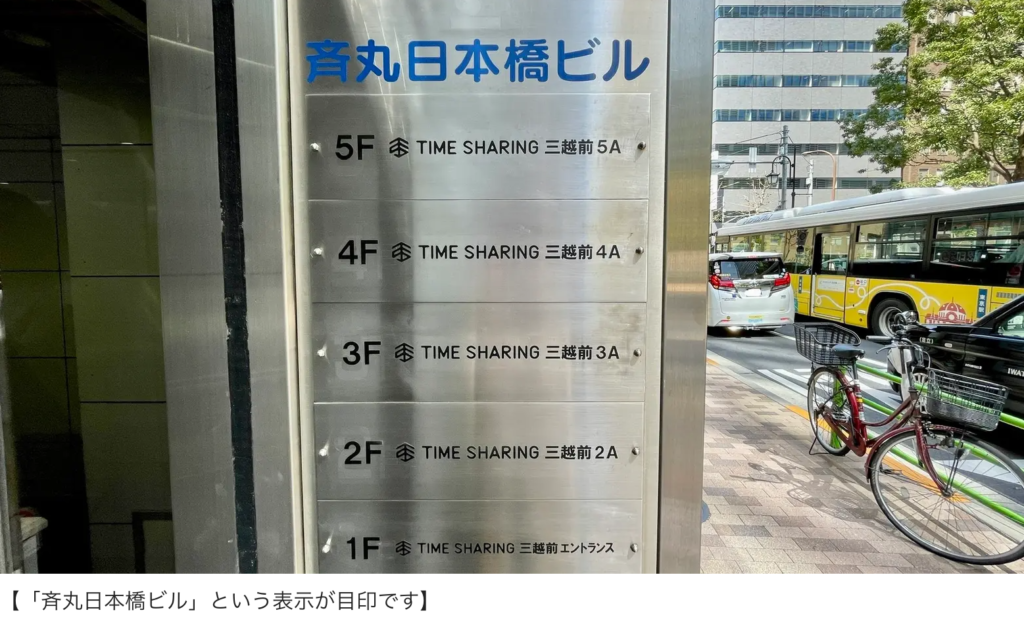 斉丸日本橋ビル
5F TIME SHARING 三越前 5A
4F TIME SHARING 三越前 4A
3F TIME SHARING 三越前 3A
2F TIME SHARING 三越前 2A
1F TIME SHARING 三越前エントランス
IWAT
【「斉丸日本橋ビル」という表示が目印です】